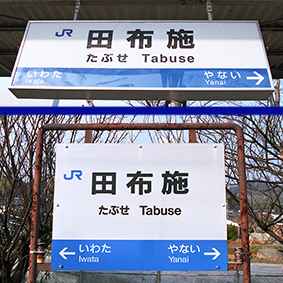 JR
田布施
たぶせ Tabuse
いわた やない →
Iwata Yanai
JR
田布施
たぶせ Tabuse
← いわた やない →
Iwata Yanai